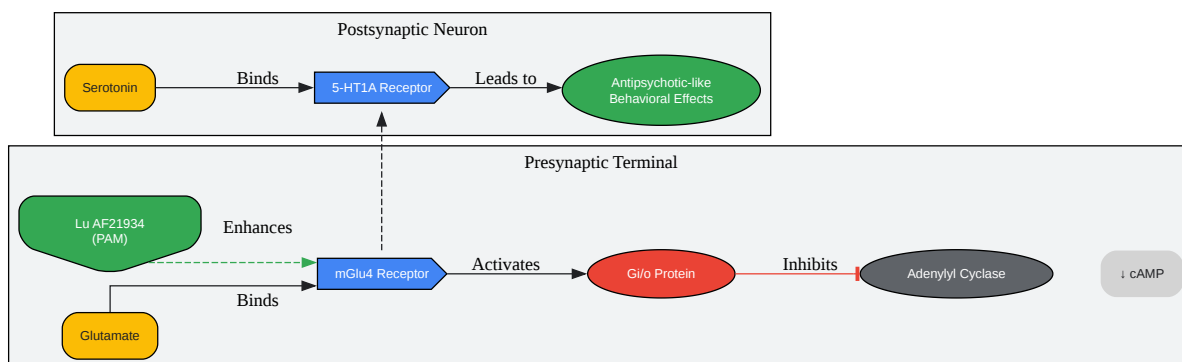 Postsynaptic Neuron
Serotonin
Binds
5-HT1A Receptor
Leads to
Antipsychotic-like
Behavioral Effects
Presynaptic Terminal
Lu AF21934
(PAM)
Enhances
mGlu4 Receptor
Activates
Gi/o Protein
Inhibits
Adenylyl Cyclase
↓ cAMP
Binds
Glutamate